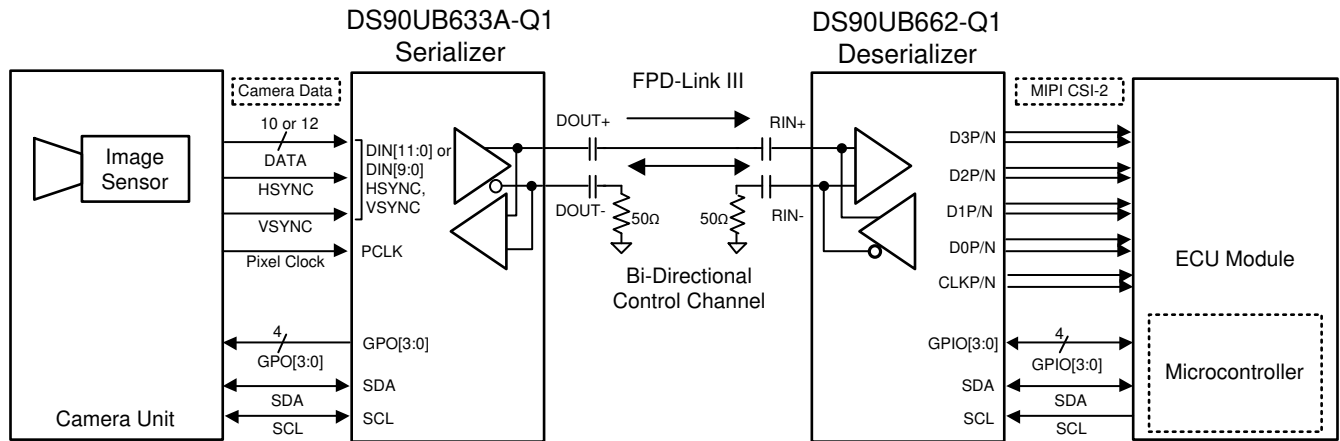 DS90UB633A-Q1
Serializer
DS90UB662-Q1
Deserializer
Camera Data
FPD-Link III
MIPI CSI-2
Image
Sensor
Camera Unit
10 or 12
DATA
HSYNC
VSYNC
Pixel Clock
4
GPO[3:0]
SDA
SCL
DIN[11:0] or
DIN[9:0]
HSYNC,
VSYNC
PCLK
GPO[3:0]
SDA
SCL
DOUT+
DOUT-
50Ω
RIN+
RIN-
50Ω
Bi-Directional
Control Channel
D3P/N
D2P/N
D1P/N
D0P/N
CLKP/N
GPIO[3:0]
SDA
SCL
4
GPIO[3:0]
SDA
SCL
ECU Module
Microcontroller